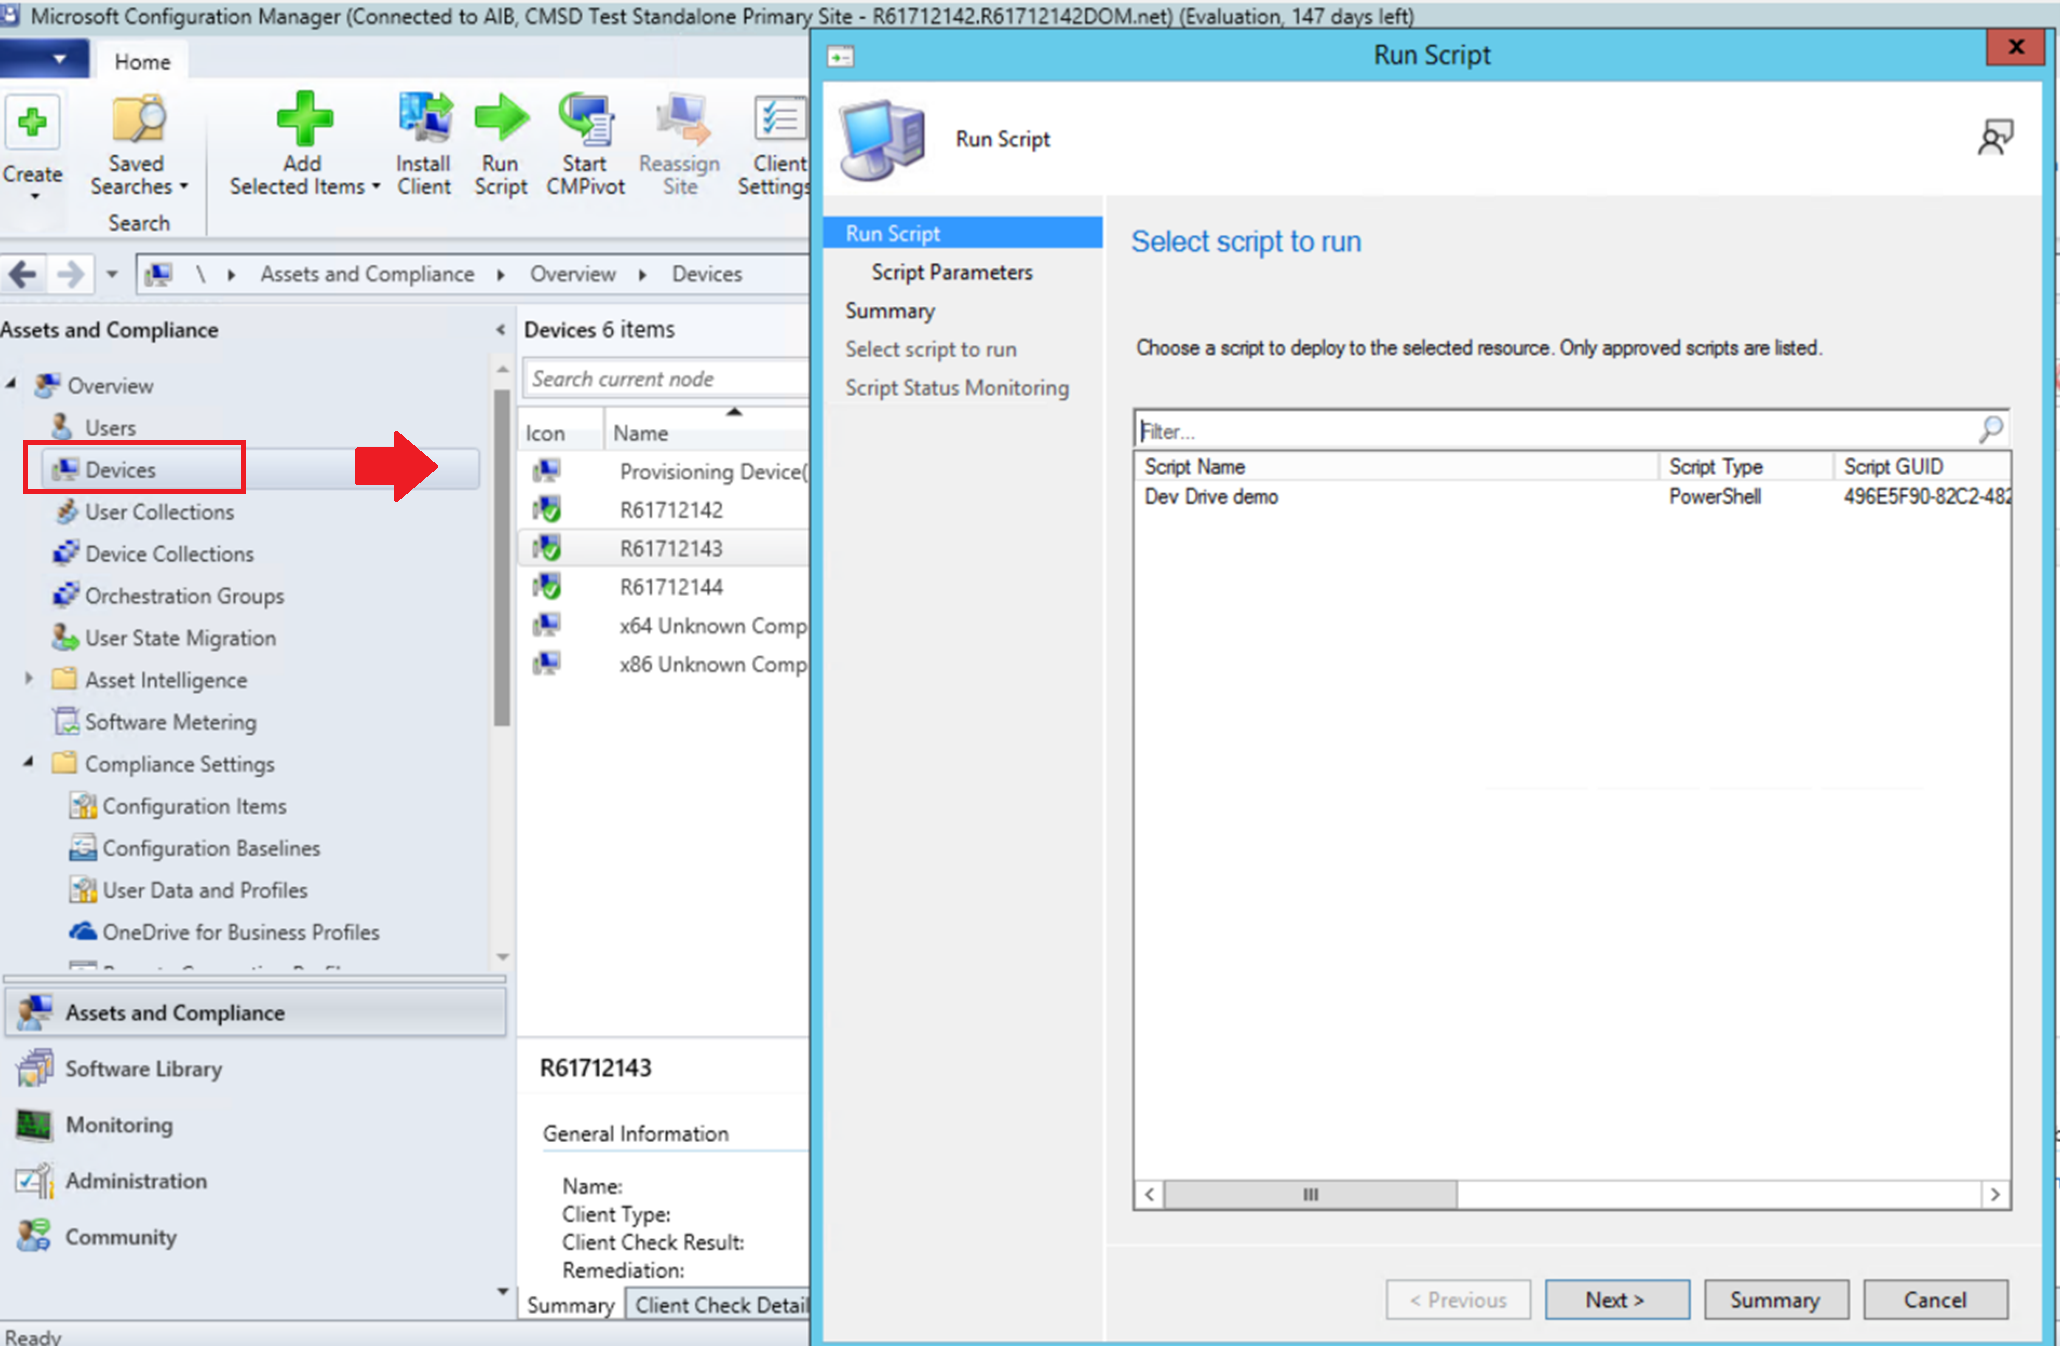 Microsoft Configuration Manager (Connected to AIB, CMSD Test Standalone Primary Site - R61712142.R61712142DOM.net) (Evaluation, 147 days left)
Home
Create
Saved Searches
Search
Add Selected Items
Install Client
Run Script
Start CMPivot
Reassign Site
Client Settings
\ Assets and Compliance Overview Devices
Assets and Compliance
Overview
Users
Devices
User Collections
Device Collections
Orchestration Groups
User State Migration
Asset Intelligence
Software Metering
Compliance Settings
Configuration Items
Configuration Baselines
User Data and Profiles
OneDrive for Business Profiles
Assets and Compliance
Software Library
Monitoring
Administration
Community
Ready
Devices 6 items
Search current node
Icon Name
Provisioning Device(
R61712142
R61712143
R61712144
x64 Unknown Comp
x86 Unknown Comp
R61712143
General Information
Name:
Client Type:
Client Check Result:
Remediation:
Summary Client Check Detail
Run Script
x
Run Script
Run Script
Script Parameters
Summary
Select script to run
Script Status Monitoring
Select script to run
Choose a script to deploy to the selected resource. Only approved scripts are listed.
Filter...
Script Name Script Type Script GUID
Dev Drive demo PowerShell 496E5F90-82C2-482
< Previous Next > Summary Cancel